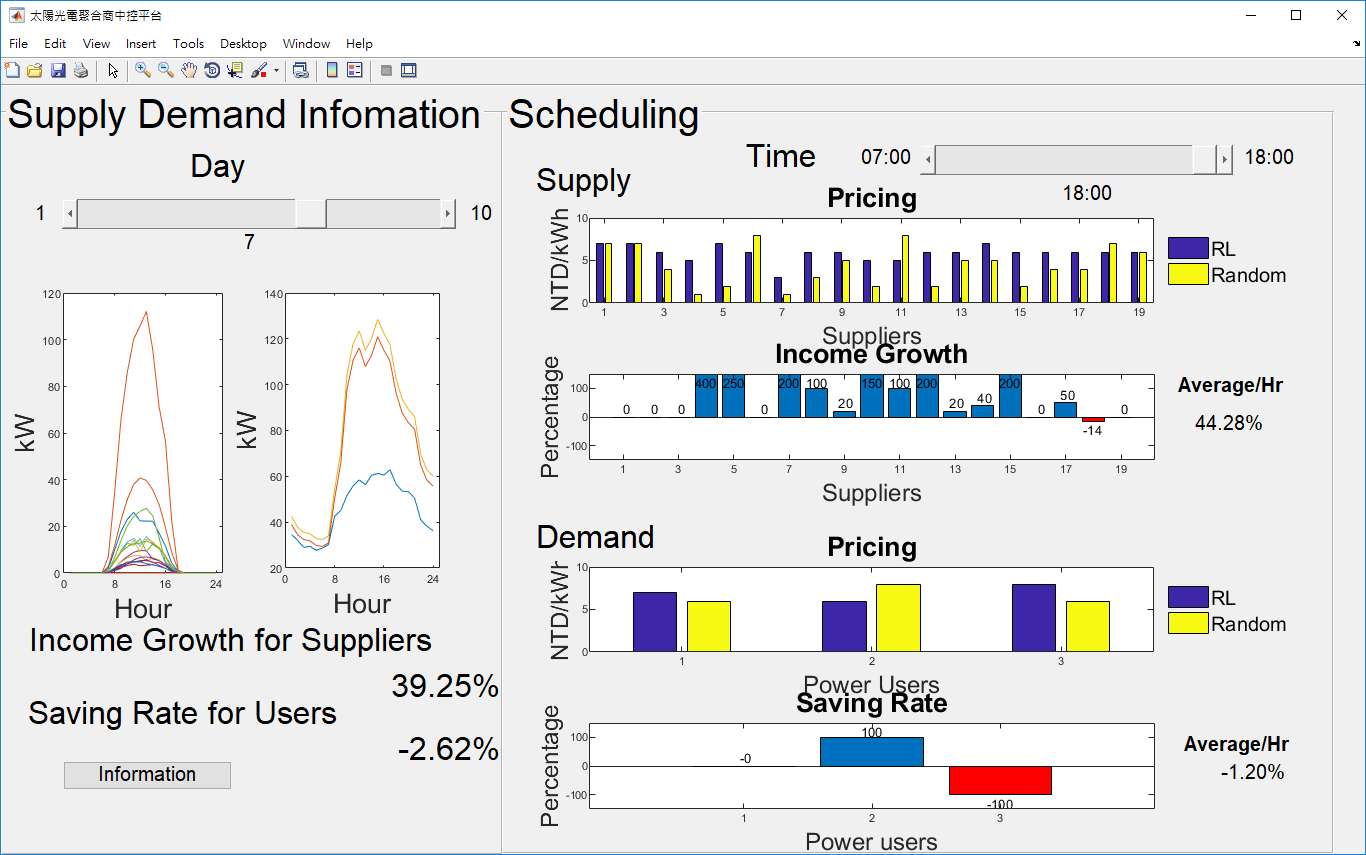 太陽光電聚合商中控平台
File Edit View Insert Tools Desktop Window Help
Supply Demand Infomation
Day
1 10
7
120
100
80
60
40
20
0
kW
0 8 16 24
Hour
140
120
100
80
60
40
20
kW
0 8 16 24
Hour
Income Growth for Suppliers
39.25%
Saving Rate for Users
-2.62%
Information
Scheduling
Time 07:00 18:00
18:00
Supply
Pricing
10
5
0
NTD/kWh
1 3 5 7 9 11 13 15 17 19
Suppliers
RL
Random
Income Growth
100
0
-100
Percentage
0 0 0 400 250 0 200 100 20 150 100 200 20 40 200 0 50 -14 0
1 3 5 7 9 11 13 15 17 19
Suppliers
Average/Hr
44.28%
Demand
Pricing
10
5
0
NTD/kWh
1 2 3
Power Users
RL
Random
Saving Rate
100
0
-100
Percentage
-0 100 -100
1 2 3
Power users
Average/Hr
-1.20%